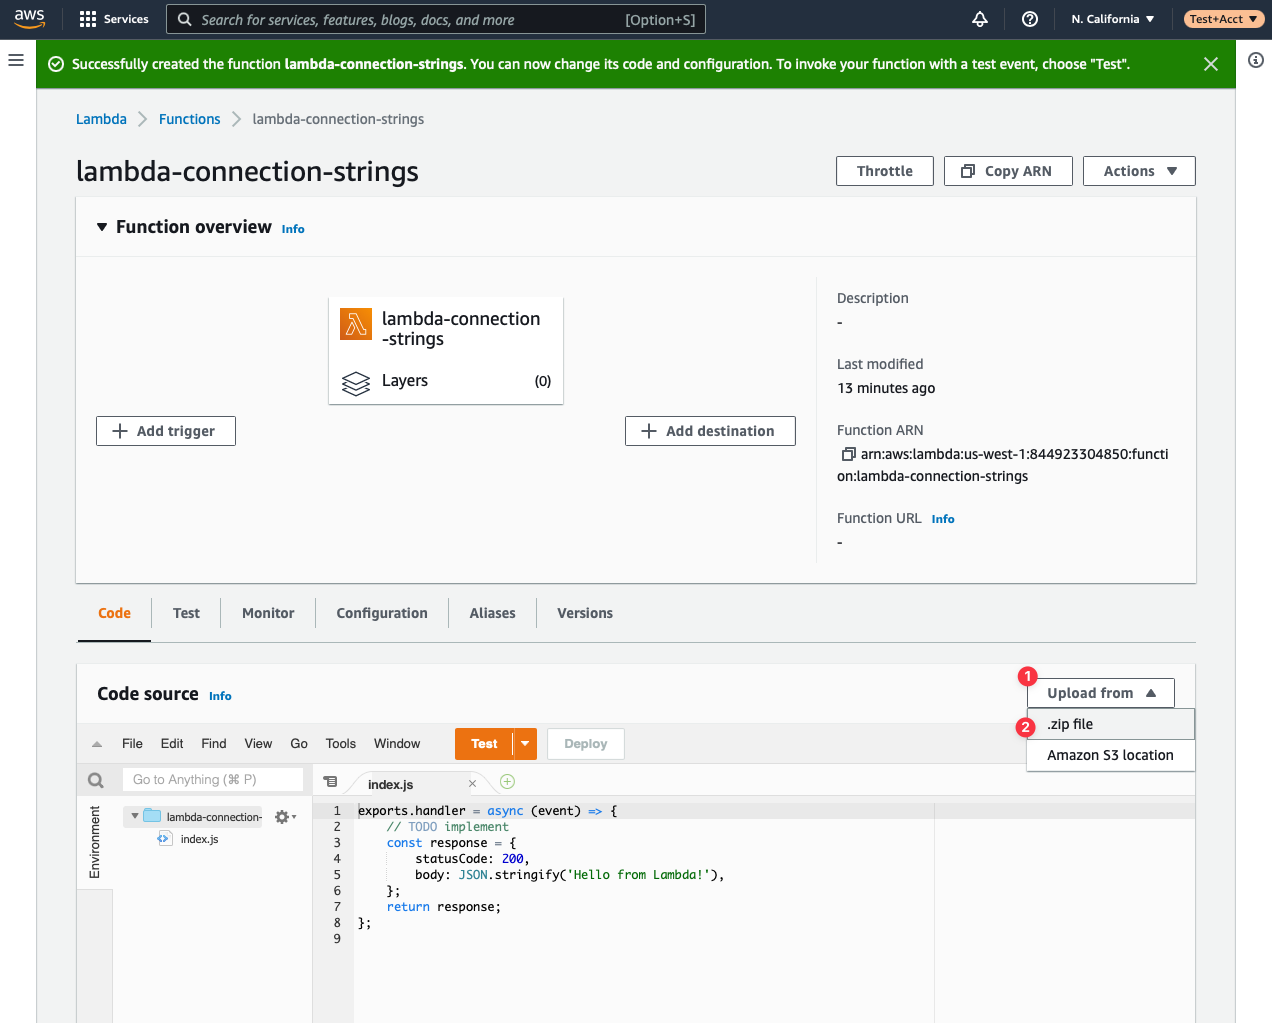 aws
Services
Search for services, features, blogs, docs, and more
[Option+S]
N. California
Test+Acct
Successfully created the function lambda-connection-strings. You can now change its code and configuration. To invoke your function with a test event, choose "Test".
Lambda
Functions
lambda-connection-strings
lambda-connection-strings
Throttle
Copy ARN
Actions
Function overview Info
lambda-connection
-strings
Layers
(0)
Add trigger
Add destination
Description
-
Last modified
13 minutes ago
Function ARN
arn:aws:lambda:us-west-1:844923304850:functi
on:lambda-connection-strings
Function URL Info
-
Code
Test
Monitor
Configuration
Aliases
Versions
Code source Info
1
Upload from
2
.zip file
Amazon S3 location
File
Edit
Find
View
Go
Tools
Window
Test
Deploy
Go to Anything (⌘ P)
index.js
Environment
lambda-connection-
index.js
1 exports.handler = async (event) => {
2 // TODO implement
3 const response = {
4 statusCode: 200,
5 body: JSON.stringify('Hello from Lambda!'),
6 };
7 return response;
8 };
9